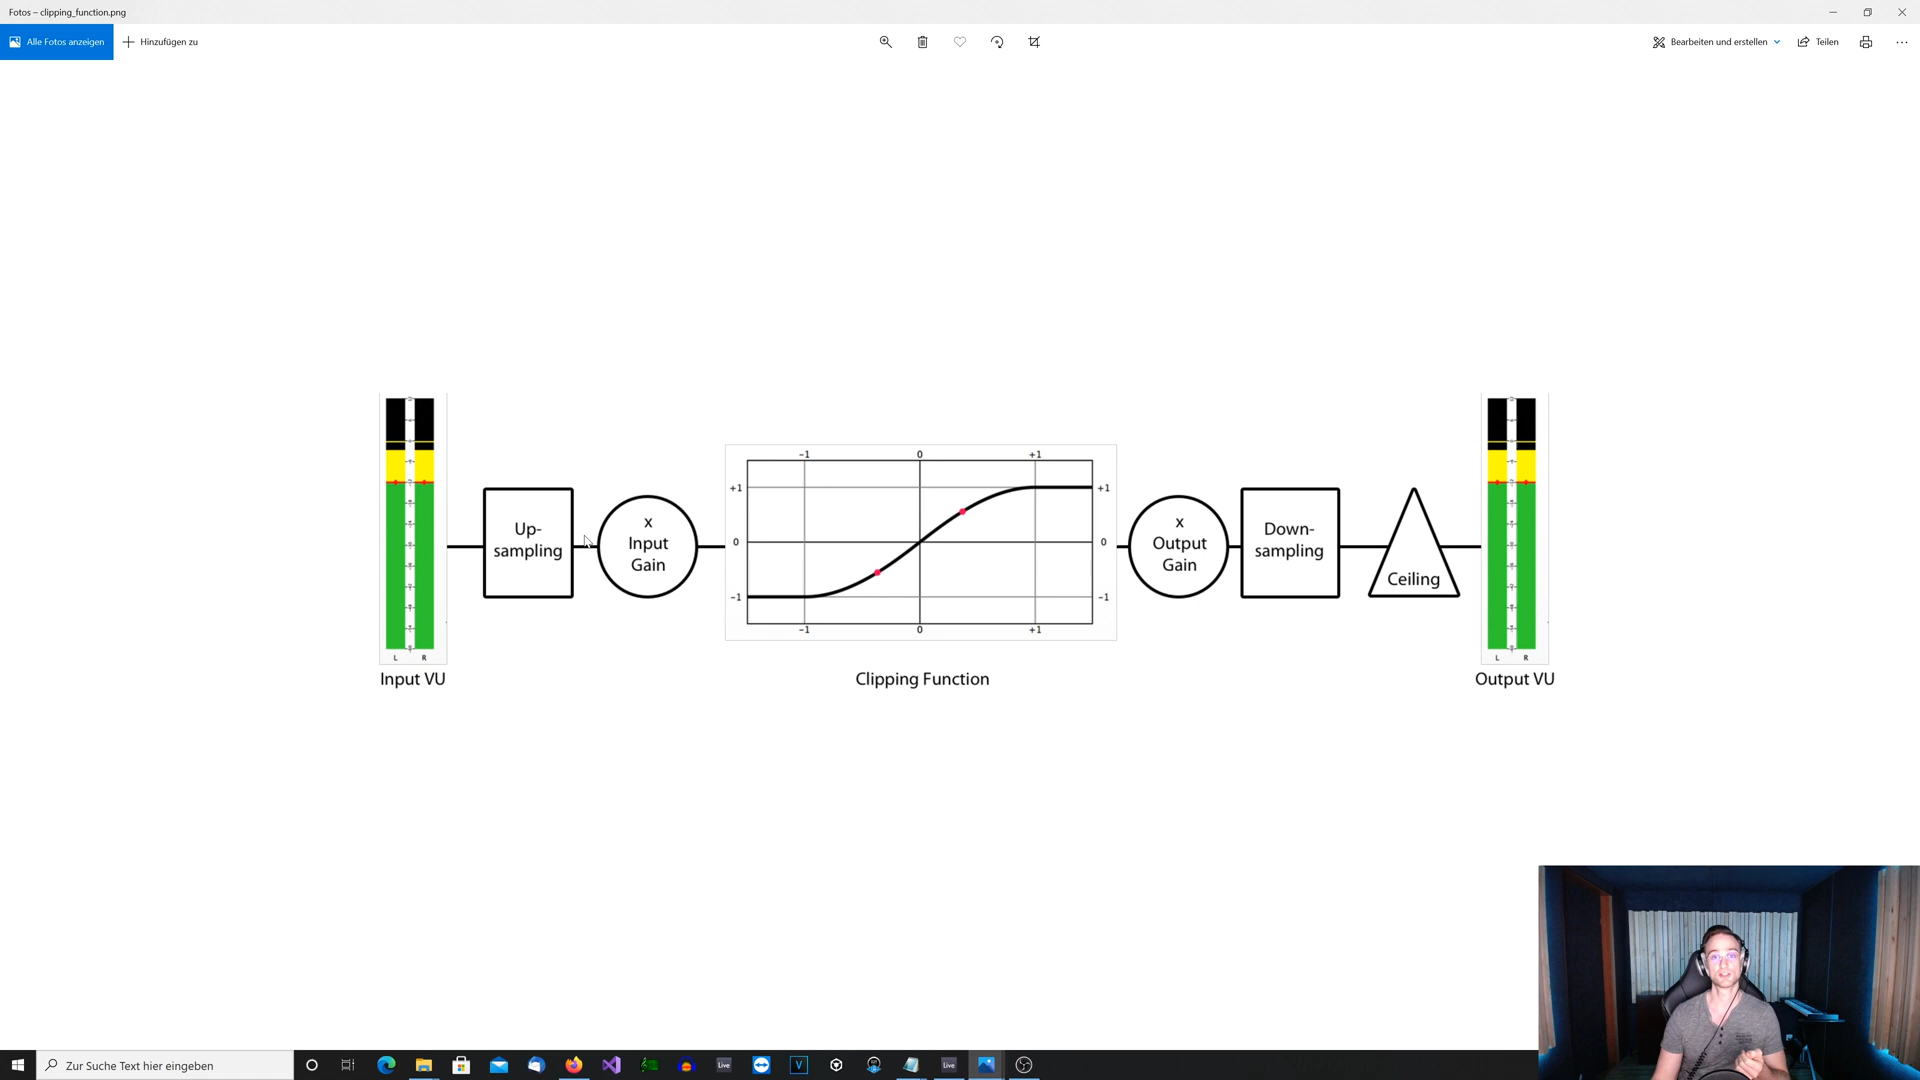 Fotos – clipping_function.png
Alle Fotos anzeigen
Hinzufügen zu
Bearbeiten und erstellen
Teilen
−1 0 +1
+1 +1
0 0
−1 −1
−1 0 +1
Up-
sampling
x
Input
Gain
x
Output
Gain
Down-
sampling
Ceiling
L R
L R
Input VU
Clipping Function
Output VU
Zur Suche Text hier eingeben
Live
V
Live